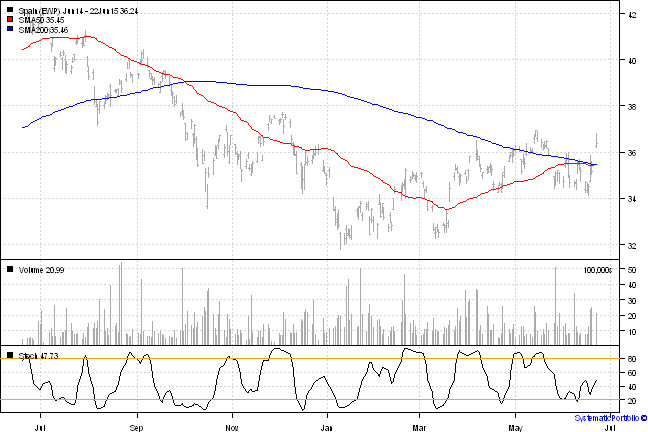 Spain (EWP) Jun 14 - 22Jun15 36.24
SMA50 35.45
SMA200 35.46
42
40
38
36
34
32
Volume 20.99
100,000s
50
40
30
20
10
Stoch 47.73
80
60
40
20
Jul Sep Nov Jan Mar May Jul
SystematicPortfolio ©